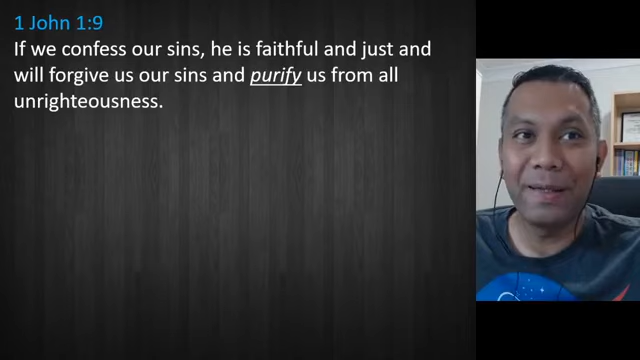 1 John 1:9
If we confess our sins, he is faithful and just and
will forgive us our sins and purify us from all
unrighteousness.